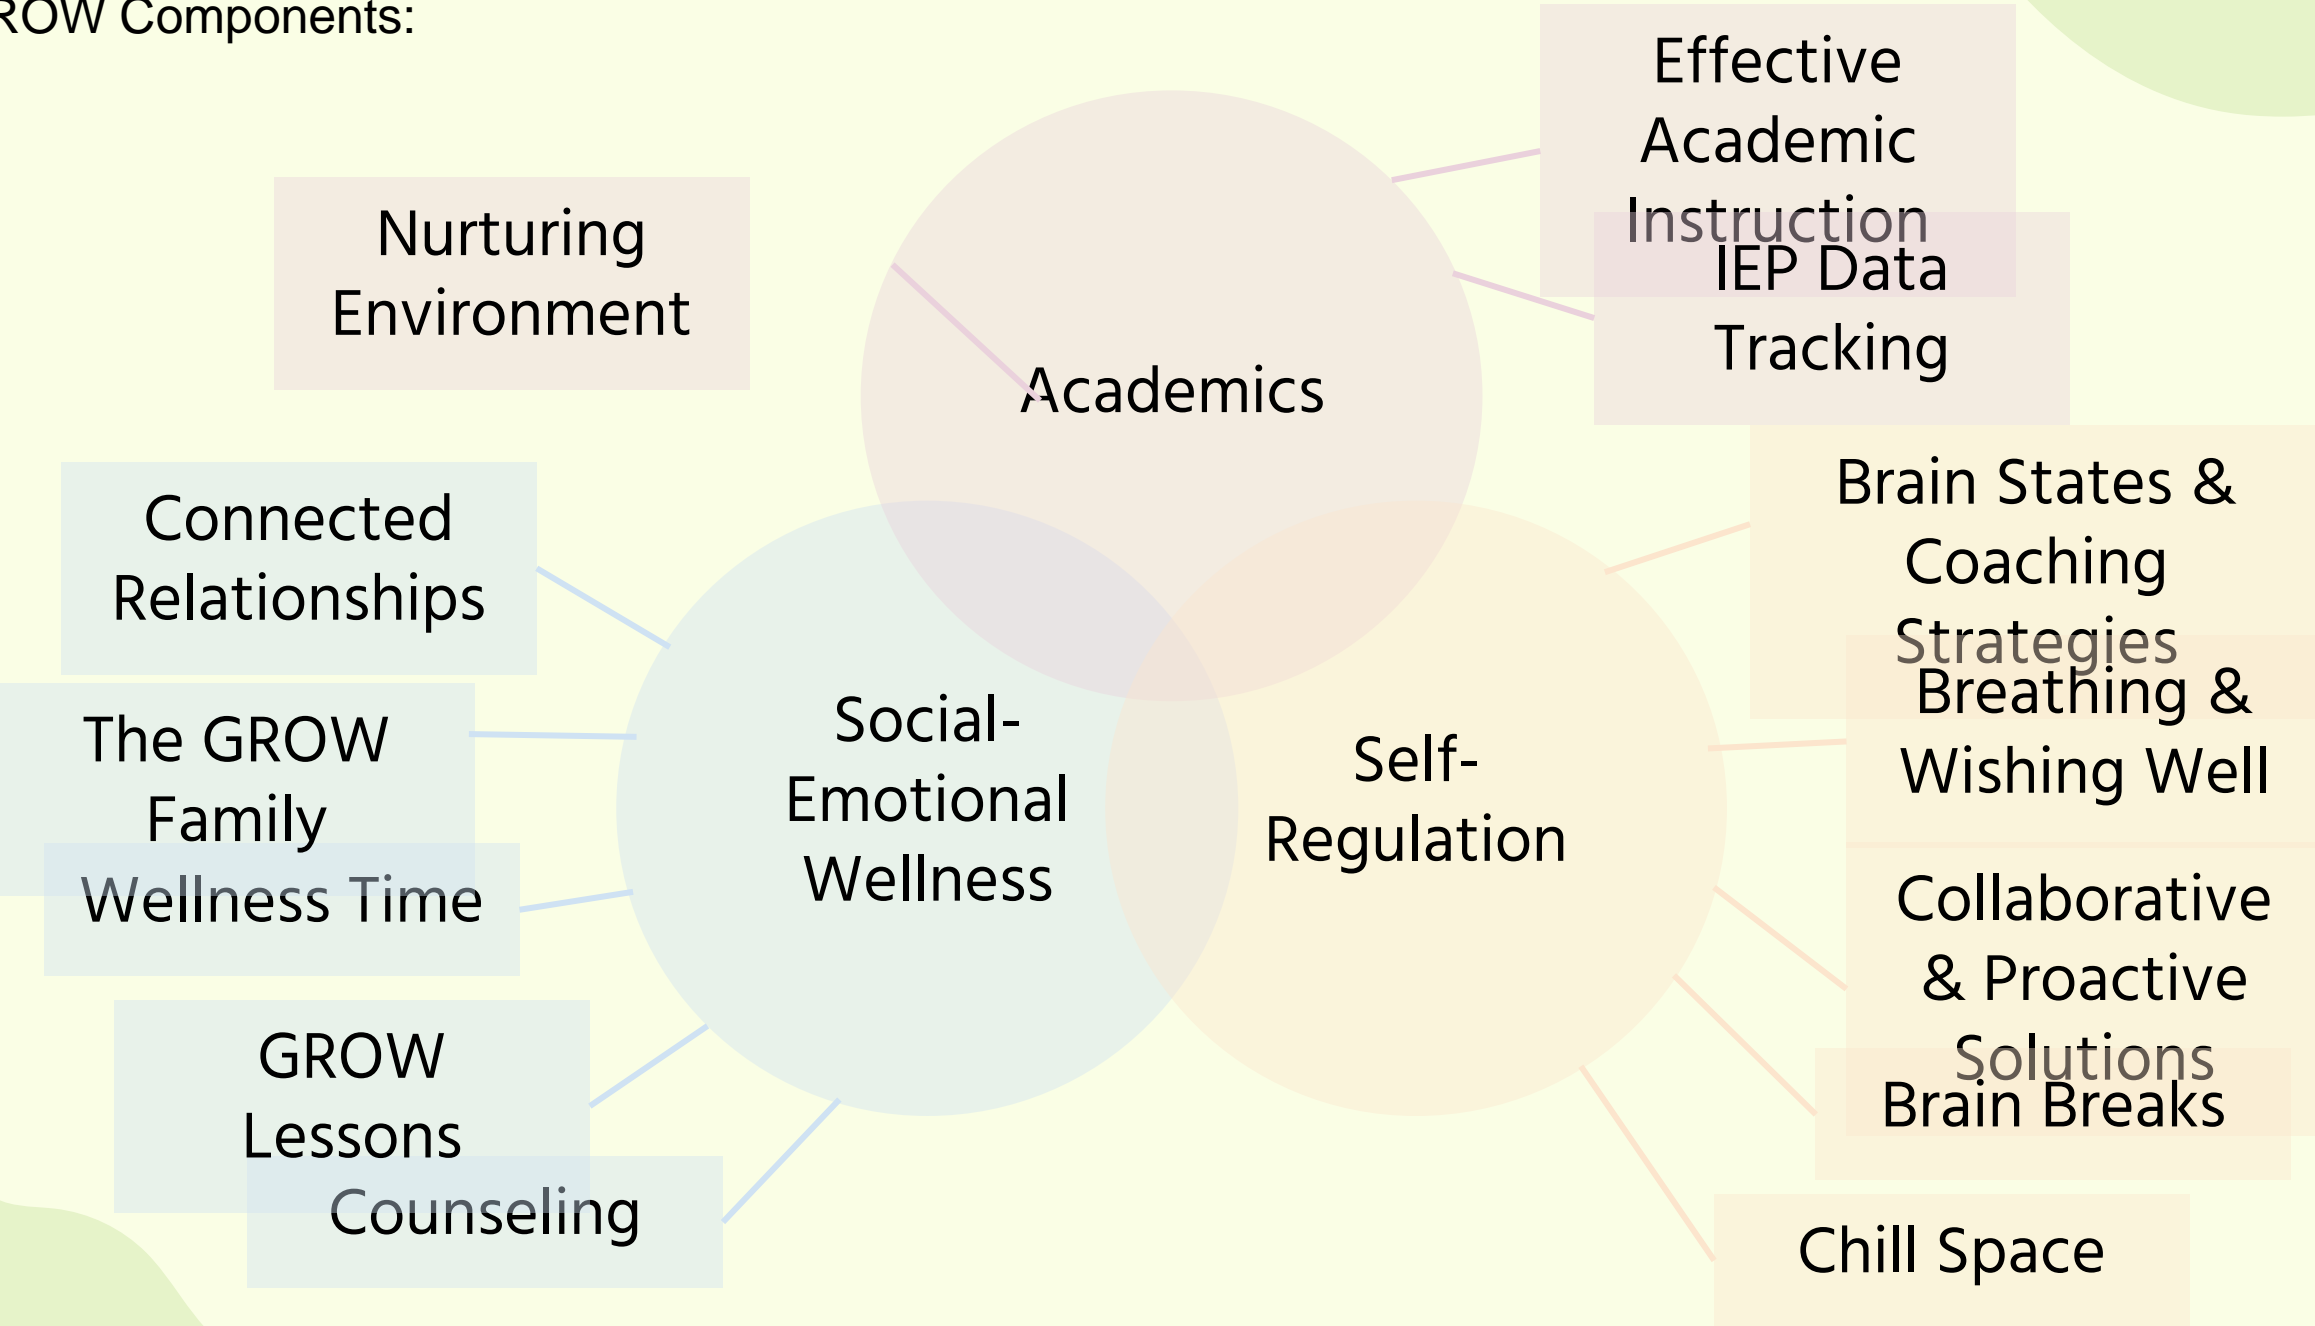 ROW Components:
Effective
Academic
Instruction
IEP Data
Tracking
Nurturing
Environment
Academics
Connected
Relationships
The GROW
Family
Wellness Time
GROW
Lessons
Counseling
Social-
Emotional
Wellness
Self-
Regulation
Brain States &
Coaching
Strategies
Breathing &
Wishing Well
Collaborative
& Proactive
Solutions
Brain Breaks
Chill Space